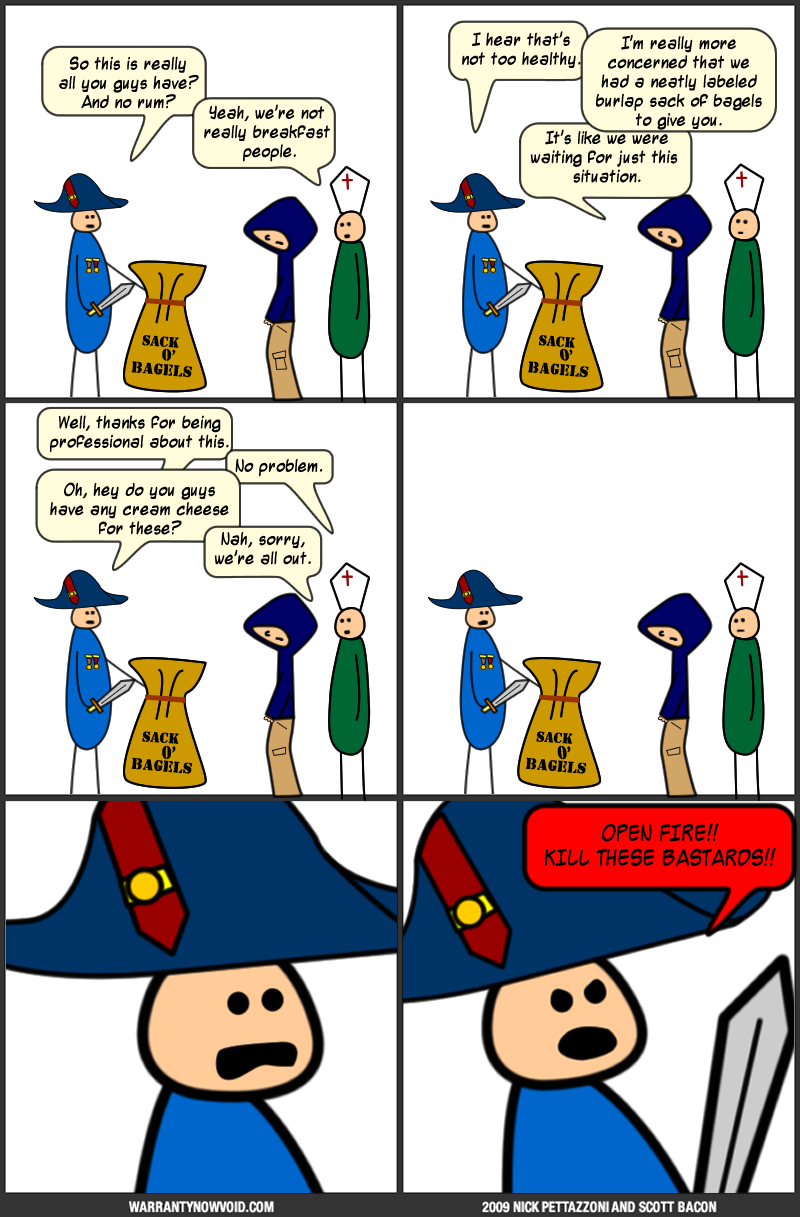 So this is really
all you guys have?
And no rum?
Yeah, we're not
really breakfast
people.
SACK
O'
BAGELS
I hear that's
not too healthy.
I'm really more
concerned that we
had a neatly labeled
burlap sack of bagels
to give you.
It's like we were
waiting for just this
situation.
SACK
O'
BAGELS
Well, thanks for being
professional about this.
No problem.
Oh, hey do you guys
have any cream cheese
for these?
Nah, sorry,
we're all out.
SACK
O'
BAGELS
SACK
O'
BAGELS
OPEN FIRE!!
KILL THESE BASTARDS!!
WARRANTYNOWVOID.COM
2009 NICK PETTAZZONI AND SCOTT BACON